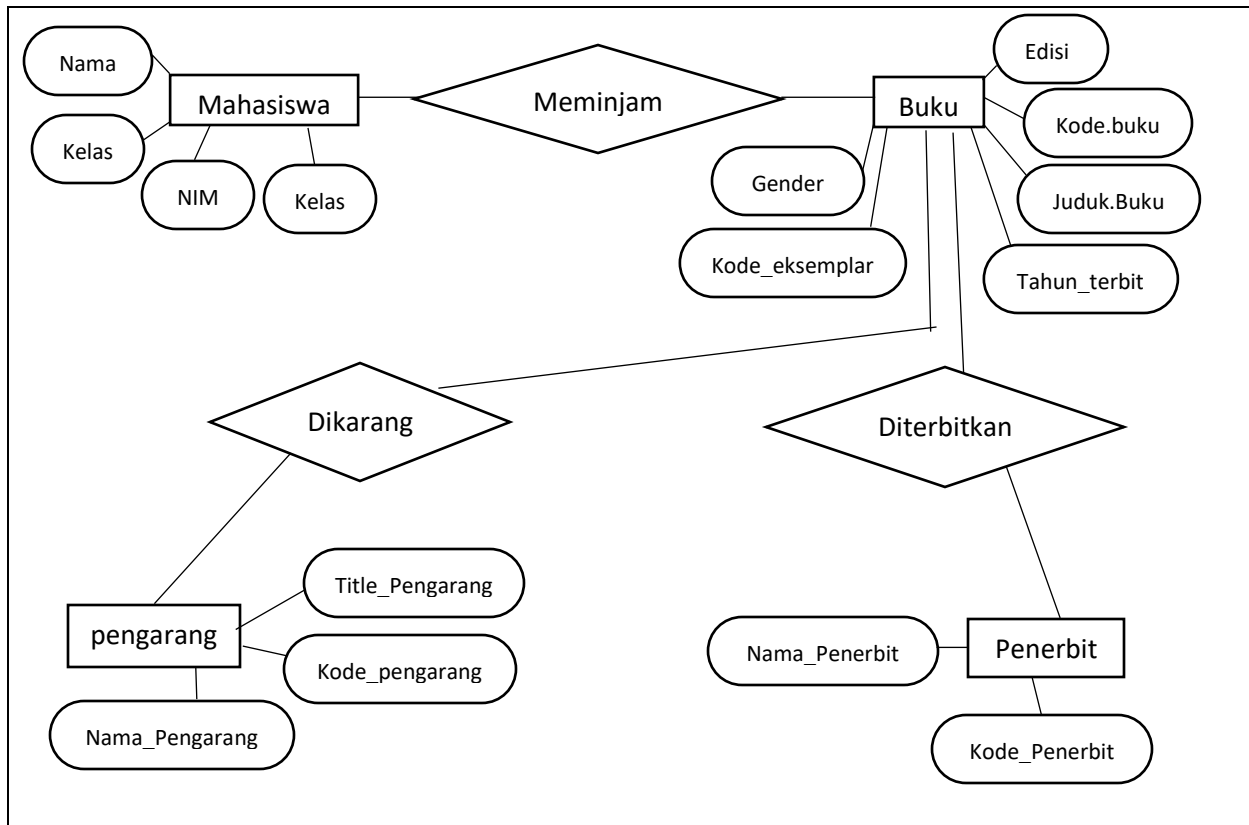 Nama
Mahasiswa
Kelas
NIM
Kelas
Meminjam
Buku
Edisi
Kode.buku
Juduk.Buku
Tahun_terbit
Gender
Kode_eksemplar
Dikarang
Diterbitkan
pengarang
Title_Pengarang
Kode_pengarang
Nama_Pengarang
Nama_Penerbit
Penerbit
Kode_Penerbit